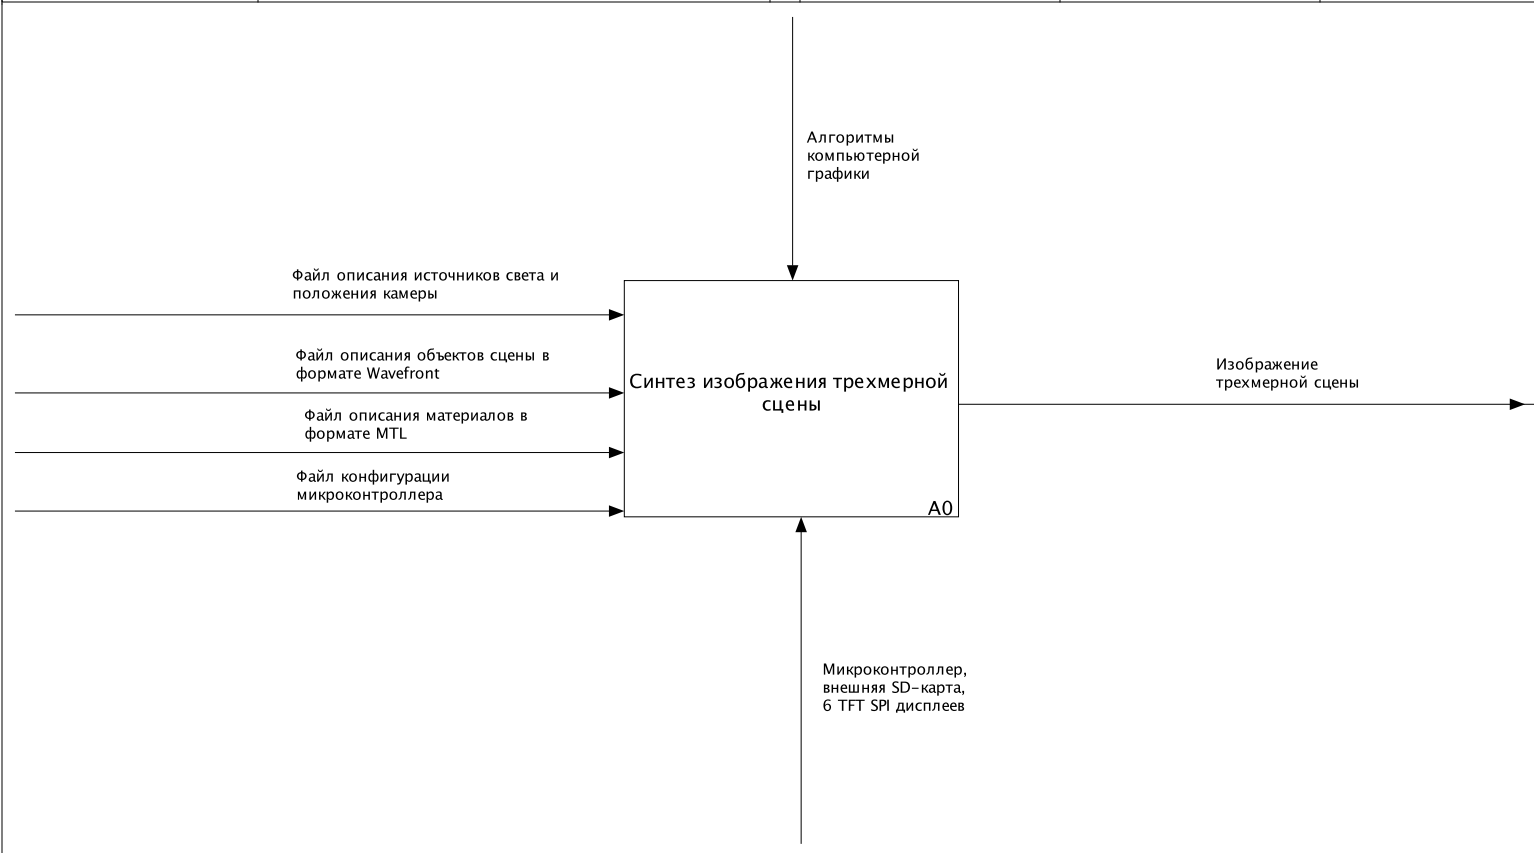 Алгоритмы
компьютерной
графики
Файл описания источников света и
положения камеры
Файл описания объектов сцены в
формате Wavefront
Файл описания материалов в
формате MTL
Файл конфигурации
микроконтроллера
Синтез изображения трехмерной
сцены
A0
Изображение
трехмерной сцены
Микроконтроллер,
внешняя SD-карта,
6 TFT SPI дисплеев